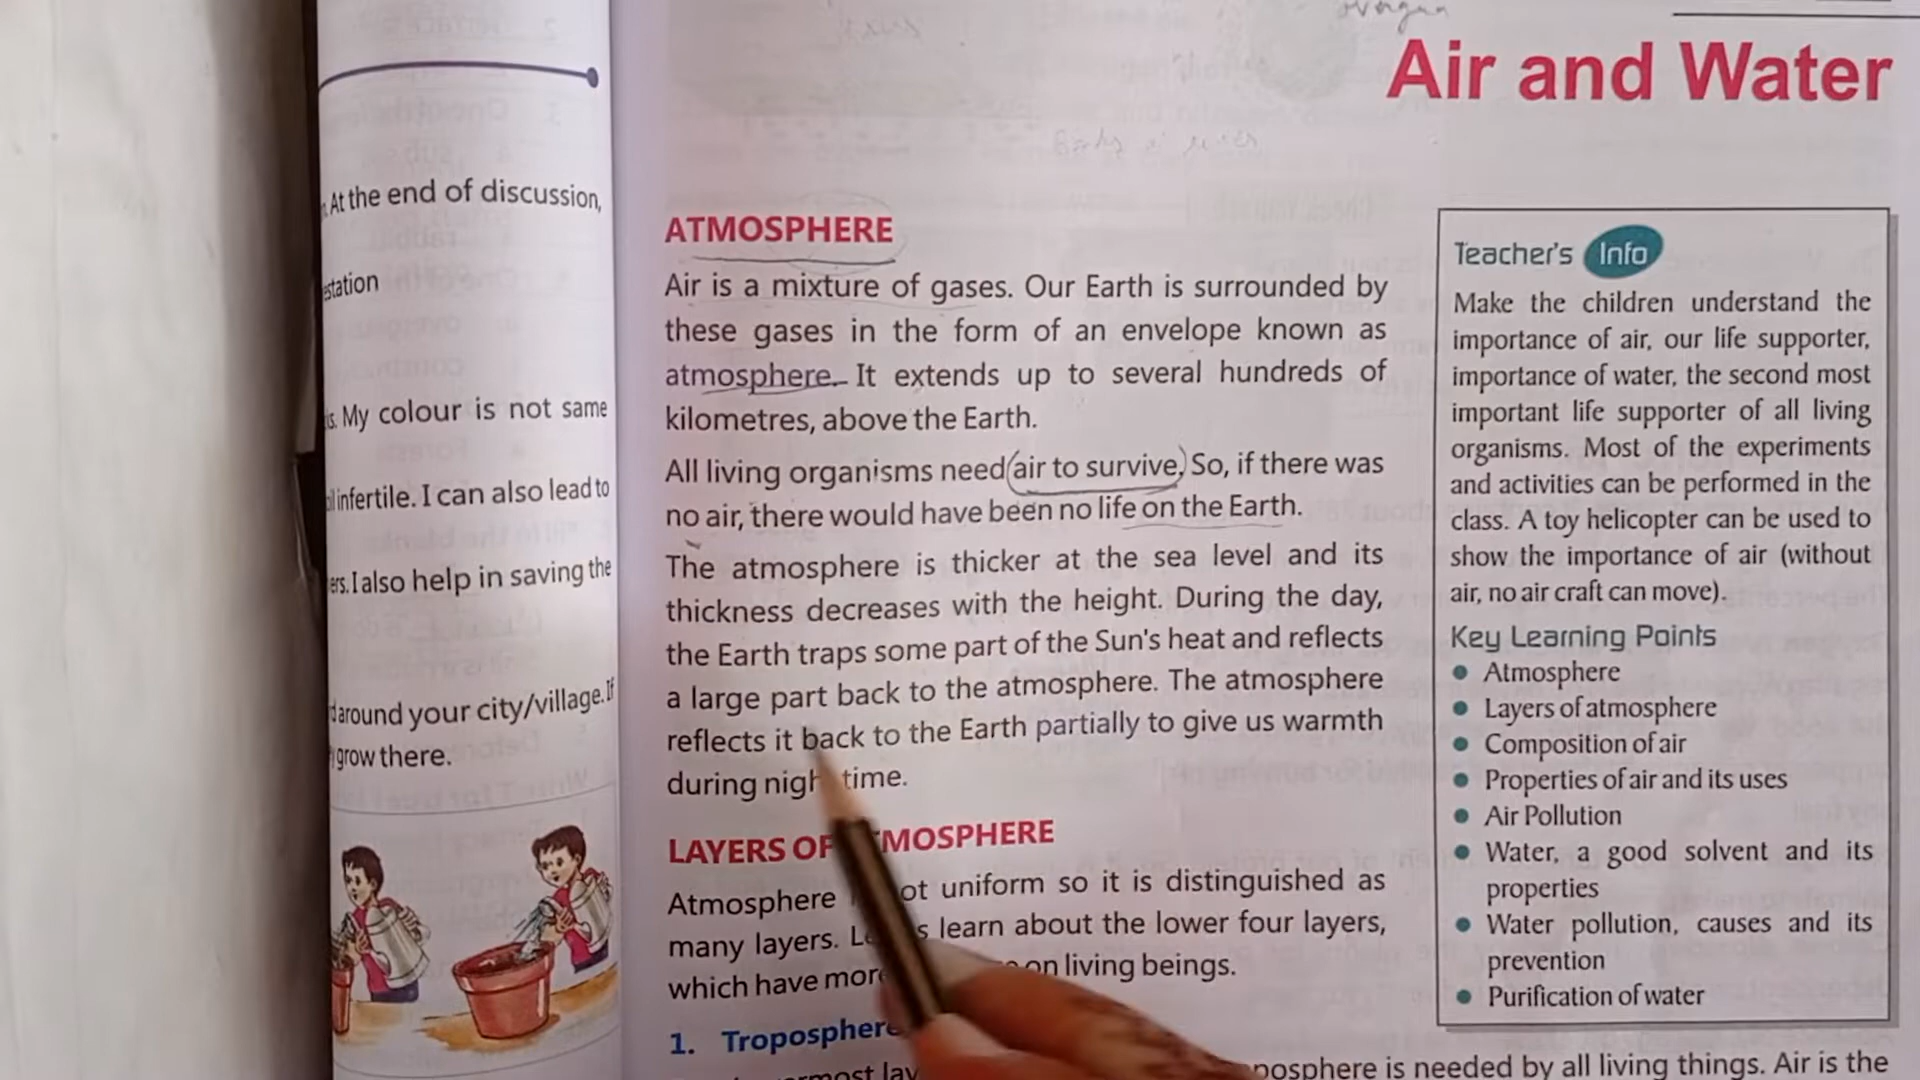 At the end of discussion,
My colour is not same
infertile. I can also lead to
I also help in saving the
around your city/village. If
grow there.
Air and Water
ATMOSPHERE
Air is a mixture of gases. Our Earth is surrounded by
these gases in the form of an envelope known as
atmosphere. It extends up to several hundreds of
kilometres, above the Earth.
All living organisms need air to survive. So, if there was
no air, there would have been no life on the Earth.
The atmosphere is thicker at the sea level and its
thickness decreases with the height. During the day,
the Earth traps some part of the Sun's heat and reflects
a large part back to the atmosphere. The atmosphere
reflects it back to the Earth partially to give us warmth
during night time.
LAYERS OF ATMOSPHERE
Atmosphere uniform so it is distinguished as
many layers. learn about the lower four layers,
which have more on living beings.
1. Troposphere
Teacher's Info
Make the children understand the
importance of air, our life supporter,
importance of water, the second most
important life supporter of all living
organisms. Most of the experiments
and activities can be performed in the
class. A toy helicopter can be used to
show the importance of air (without
air, no air craft can move).
Key Learning Points
• Atmosphere
• Layers of atmosphere
• Composition of air
• Properties of air and its uses
• Air Pollution
• Water, a good solvent and its
properties
• Water pollution, causes and its
prevention
• Purification of water
is needed by all living things. Air is the